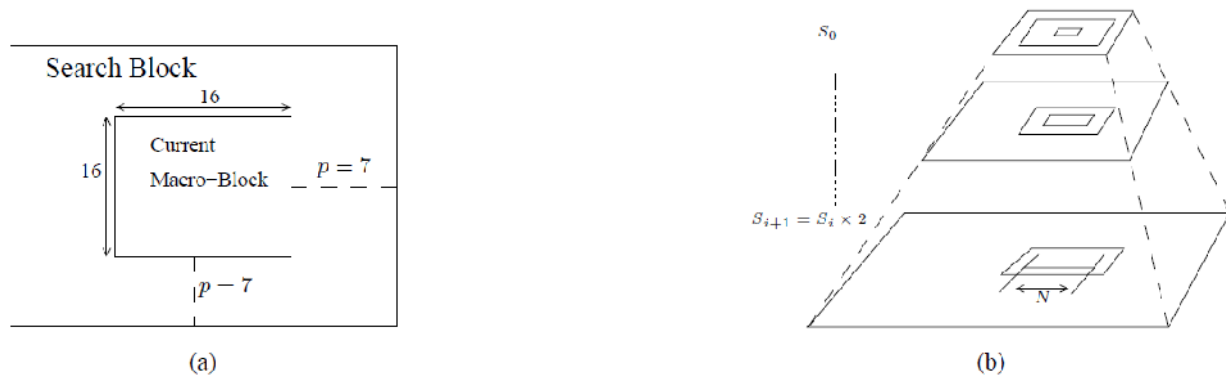 Search Block
16
16
Current
Macro-Block
p = 7
p - 7
(a)
S₀
Sᵢ₊₁ = Sᵢ × 2
N
(b)